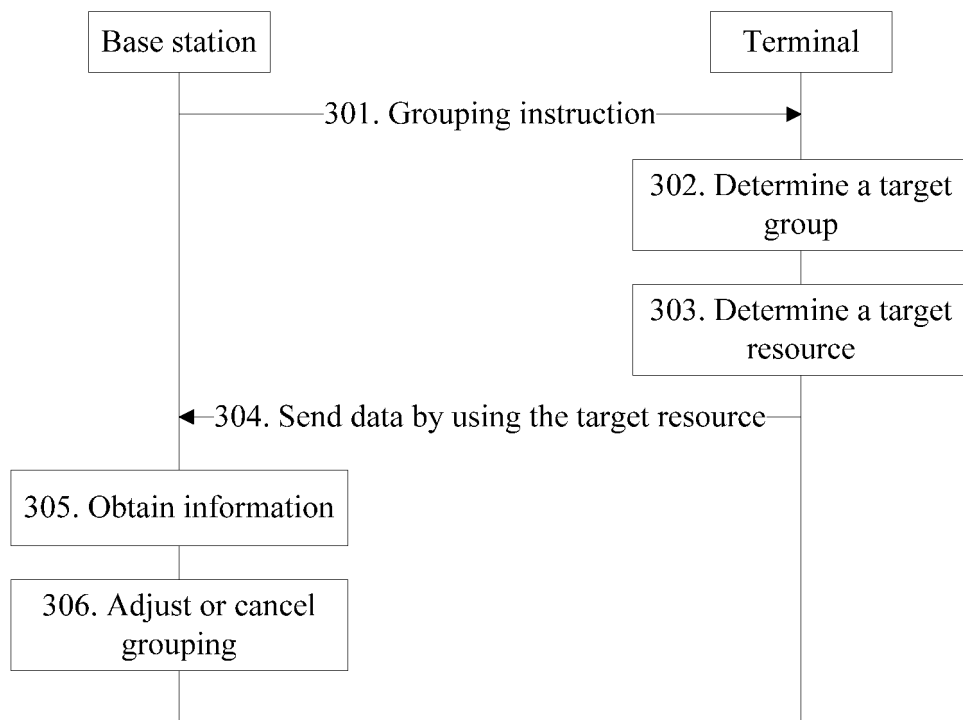 Base station
Terminal
301. Grouping instruction
302. Determine a target
group
303. Determine a target
resource
304. Send data by using the target resource
305. Obtain information
306. Adjust or cancel
grouping